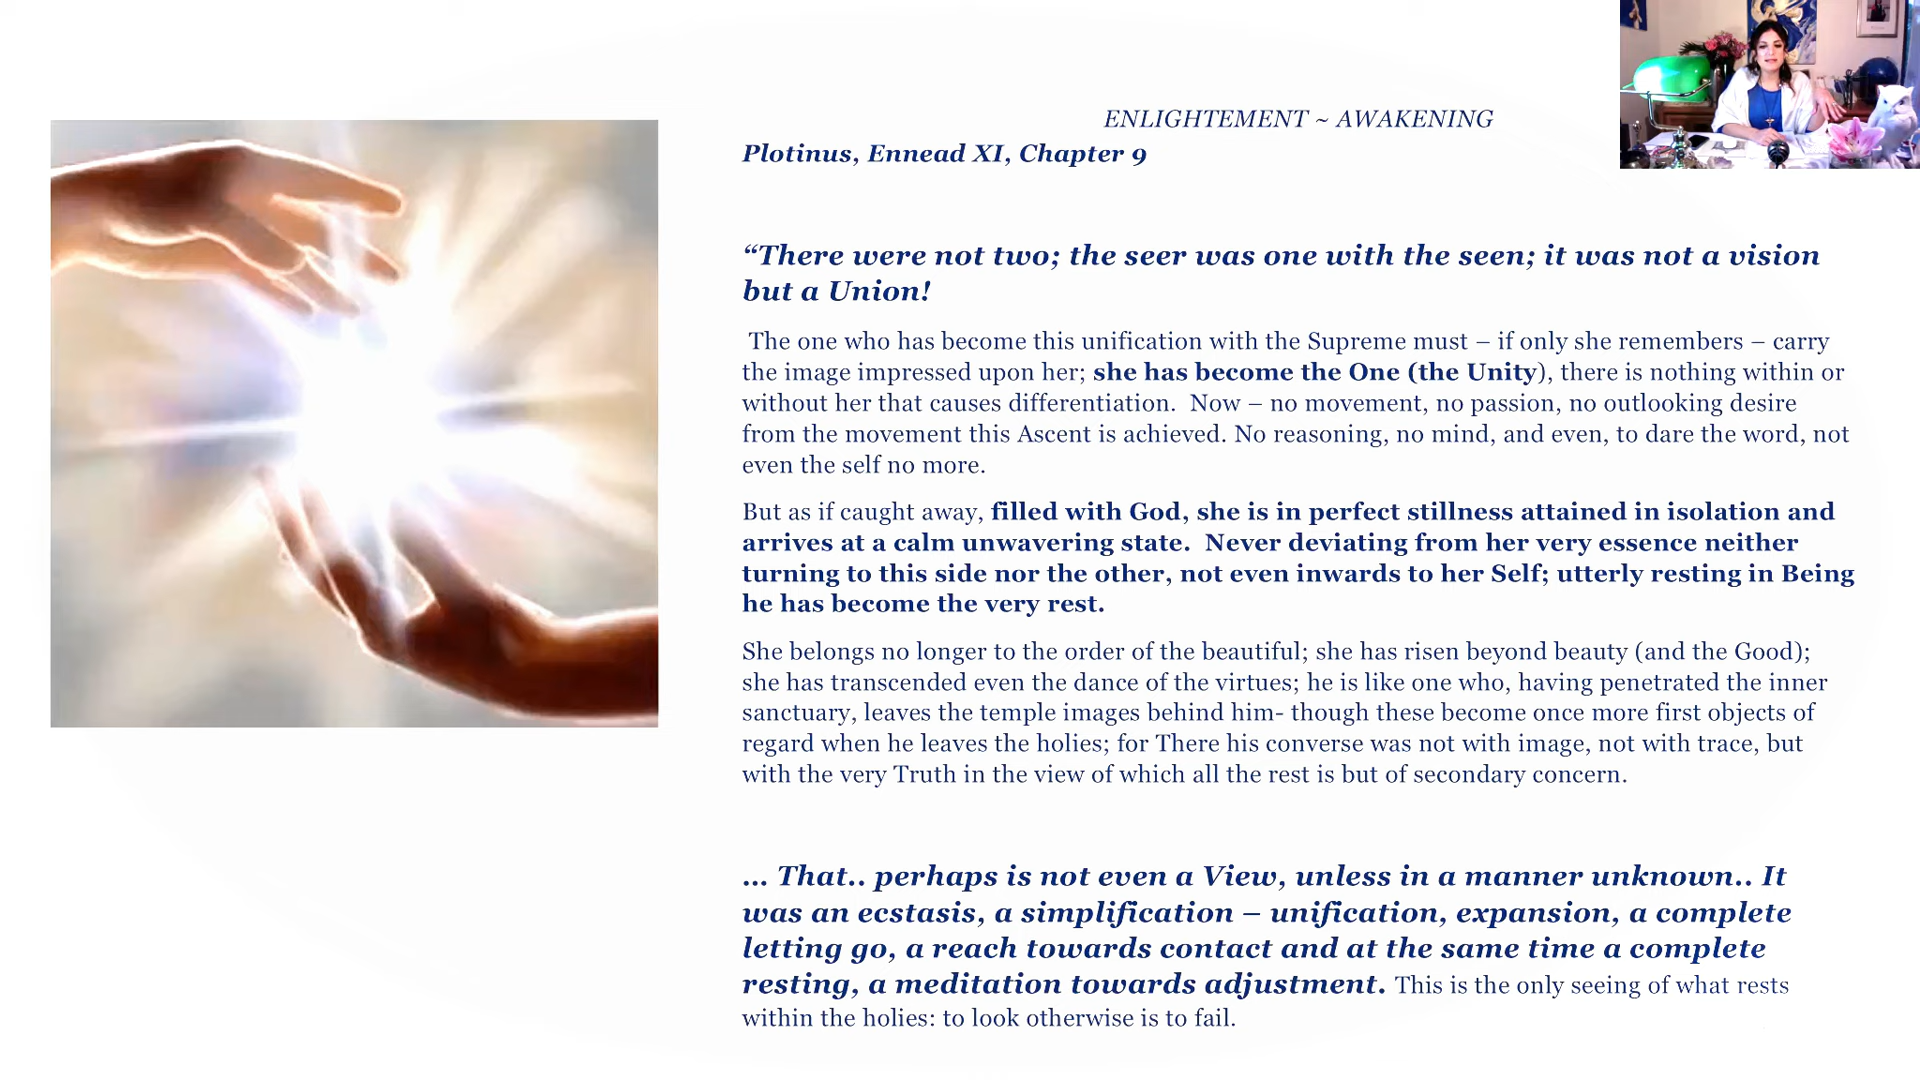 ENLIGHTEMENT ~ AWAKENING
Plotinus, Ennead XI, Chapter 9
“There were not two; the seer was one with the seen; it was not a vision
but a Union!
The one who has become this unification with the Supreme must – if only she remembers – carry
the image impressed upon her; she has become the One (the Unity), there is nothing within or
without her that causes differentiation. Now – no movement, no passion, no outlooking desire
from the movement this Ascent is achieved. No reasoning, no mind, and even, to dare the word, not
even the self no more.
But as if caught away, filled with God, she is in perfect stillness attained in isolation and
arrives at a calm unwavering state. Never deviating from her very essence neither
turning to this side nor the other, not even inwards to her Self; utterly resting in Being
he has become the very rest.
She belongs no longer to the order of the beautiful; she has risen beyond beauty (and the Good);
she has transcended even the dance of the virtues; he is like one who, having penetrated the inner
sanctuary, leaves the temple images behind him- though these become once more first objects of
regard when he leaves the holies; for There his converse was not with image, not with trace, but
with the very Truth in the view of which all the rest is but of secondary concern.
... That.. perhaps is not even a View, unless in a manner unknown.. It
was an ecstasis, a simplification – unification, expansion, a complete
letting go, a reach towards contact and at the same time a complete
resting, a meditation towards adjustment. This is the only seeing of what rests
within the holies: to look otherwise is to fail.